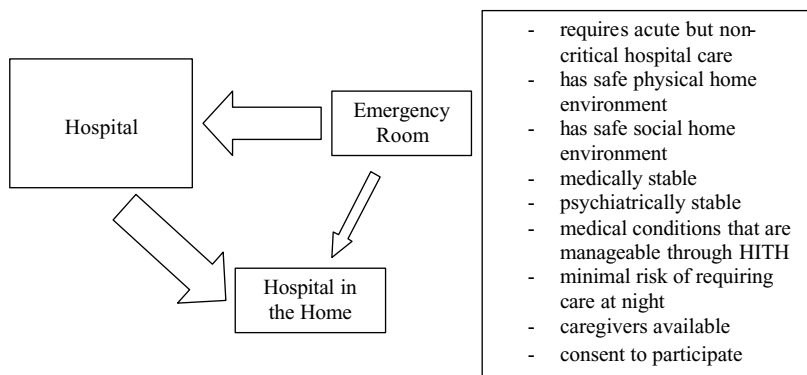 Hospital
Emergency
Room
Hospital in
the Home
- requires acute but non-
critical hospital care
- has safe physical home
environment
- has safe social home
environment
- medically stable
- psychiatrically stable
- medical conditions that are
manageable through HITH
- minimal risk of requiring
care at night
- caregivers available
- consent to participate